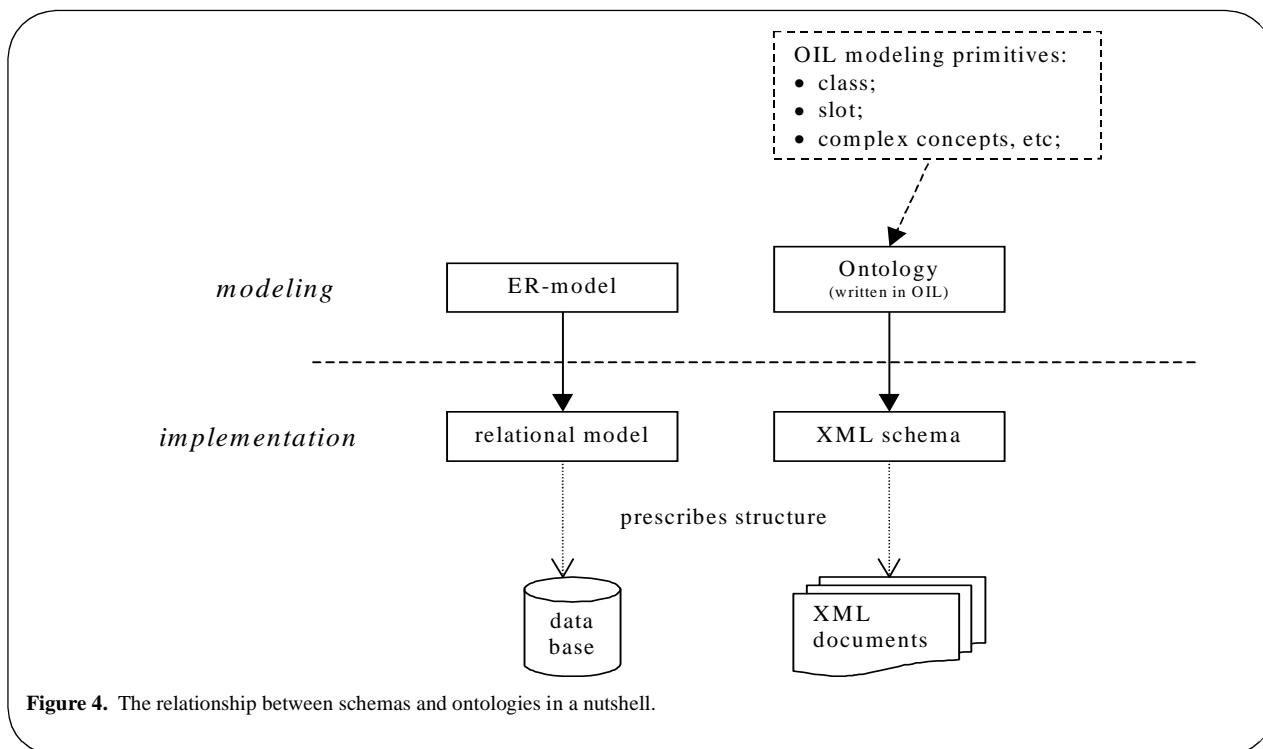 OIL modeling primitives:
• class;
• slot;
• complex concepts, etc;
modeling
ER-model
Ontology
(written in OIL)
implementation
relational model
XML schema
prescribes structure
data
base
XML
documents
Figure 4. The relationship between schemas and ontologies in a nutshell.